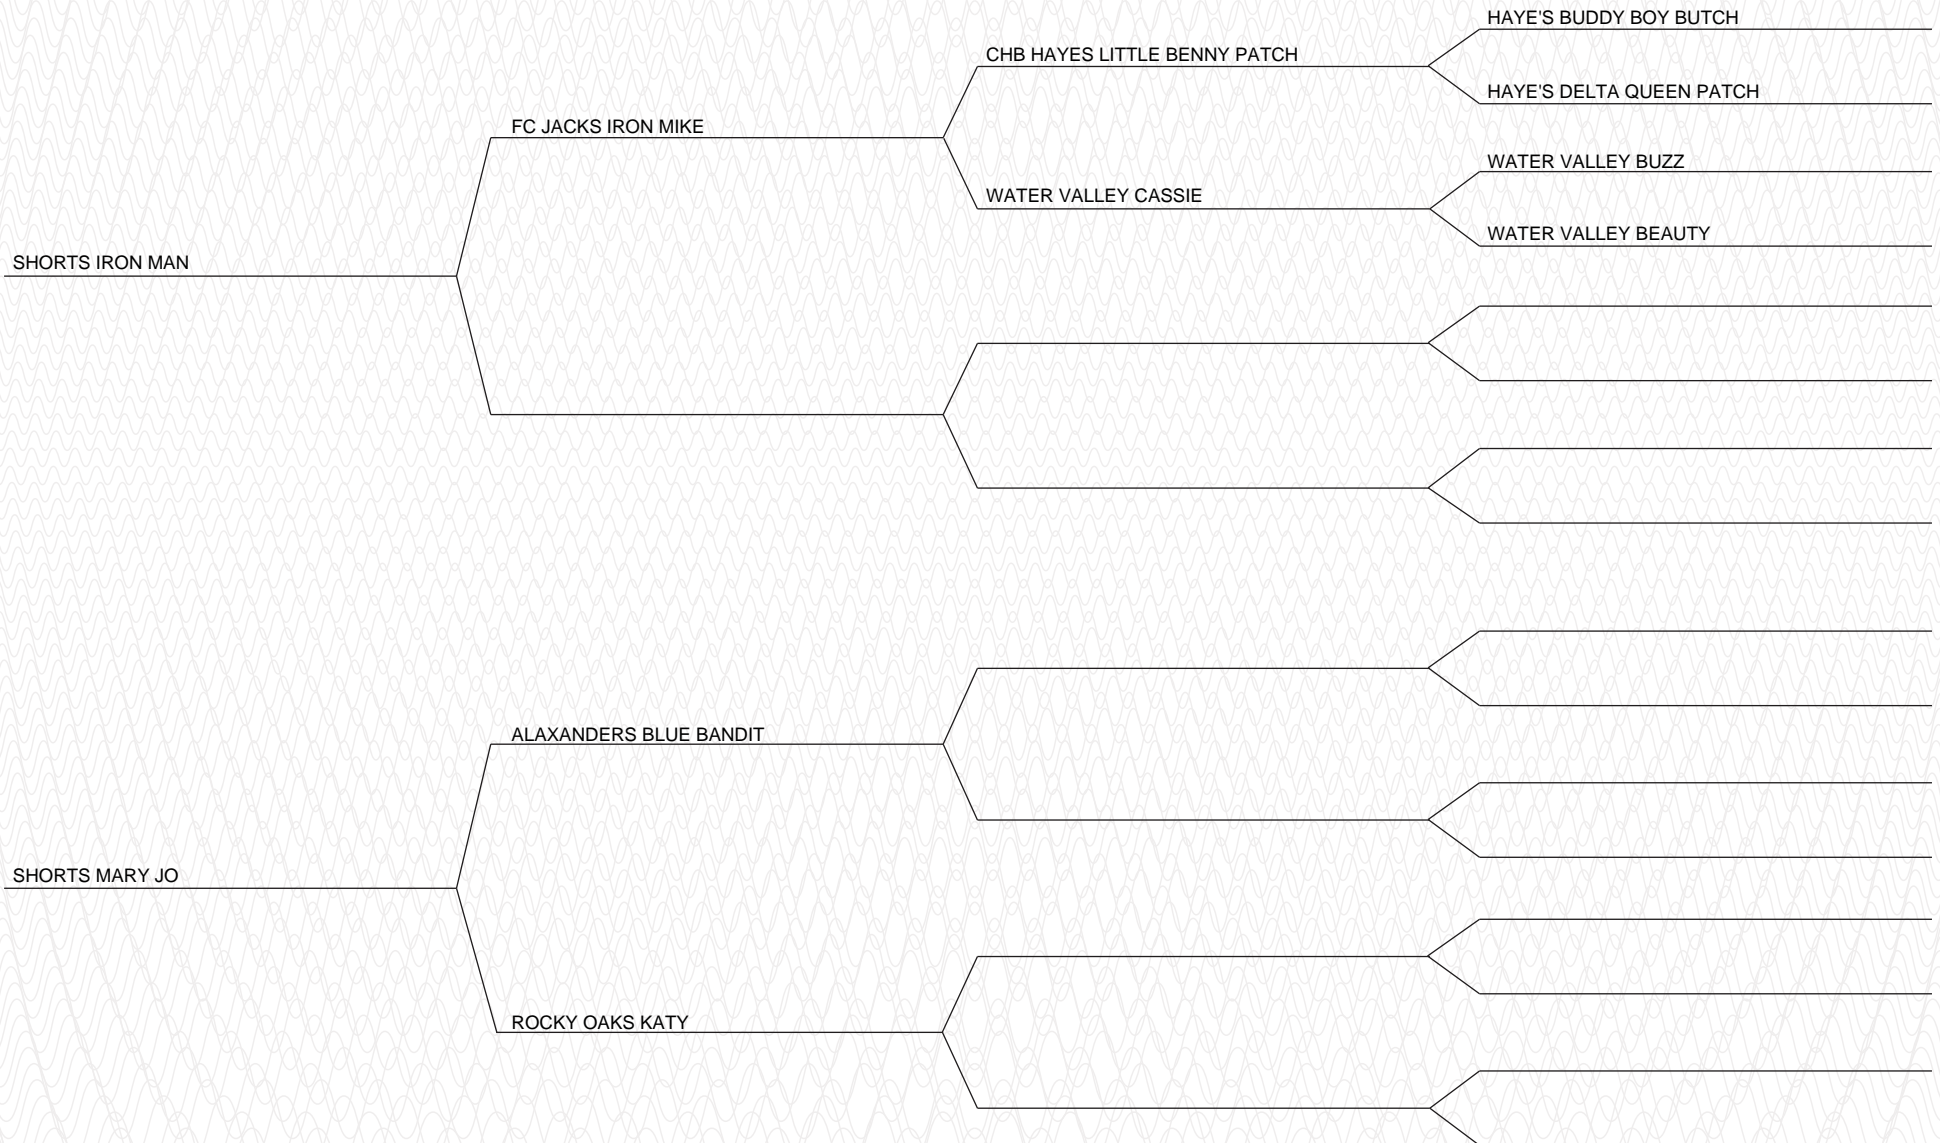 HAYE'S BUDDY BOY BUTCH
CHB HAYES LITTLE BENNY PATCH
HAYE'S DELTA QUEEN PATCH
FC JACKS IRON MIKE
WATER VALLEY BUZZ
WATER VALLEY CASSIE
WATER VALLEY BEAUTY
SHORTS IRON MAN
ALAXANDERS BLUE BANDIT
SHORTS MARY JO
ROCKY OAKS KATY